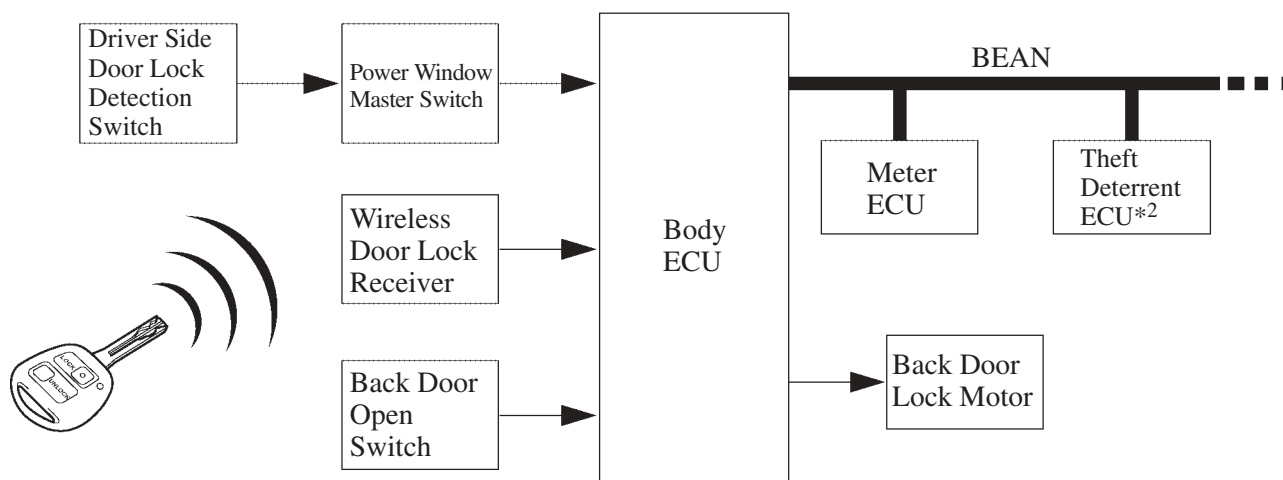 Driver Side
Door Lock
Detection
Switch
Power Window
Master Switch
BEAN
Meter
ECU
Theft
Deterrent
ECU*2
Wireless
Door Lock
Receiver
Body
ECU
LOCK
UNLOCK
Back Door
Open
Switch
Back Door
Lock Motor